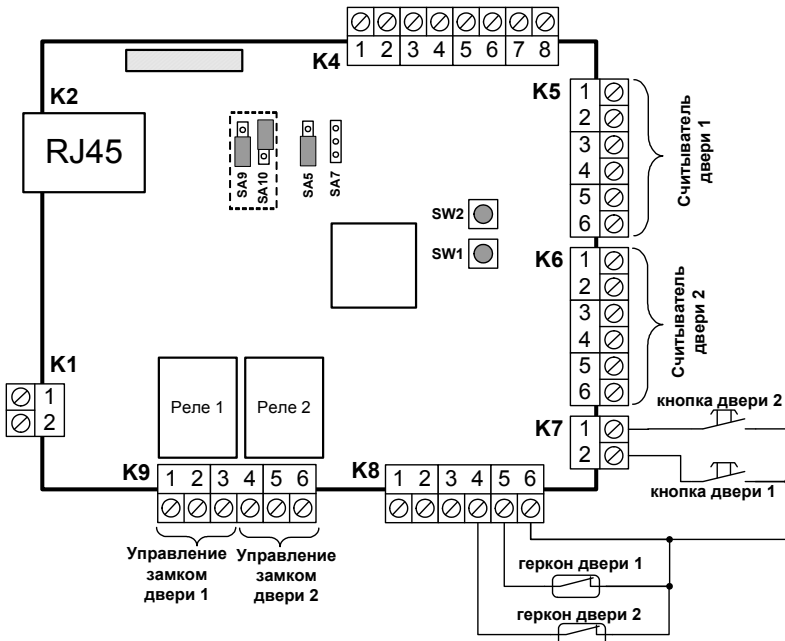 K4
1 2 3 4 5 6 7 8
K2
RJ45
SA9
SA10
SA5
SA7
SW2
SW1
K5
1
2
3
4
5
6
Считыватель
двери 1
K6
1
2
3
4
5
6
Считыватель
двери 2
K1
1
2
Реле 1
Реле 2
K7
1
2
кнопка двери 2
кнопка двери 1
K9
1 2 3 4 5 6
K8
1 2 3 4 5 6
Управление
замком
двери 1
Управление
замком
двери 2
геркон двери 1
геркон двери 2